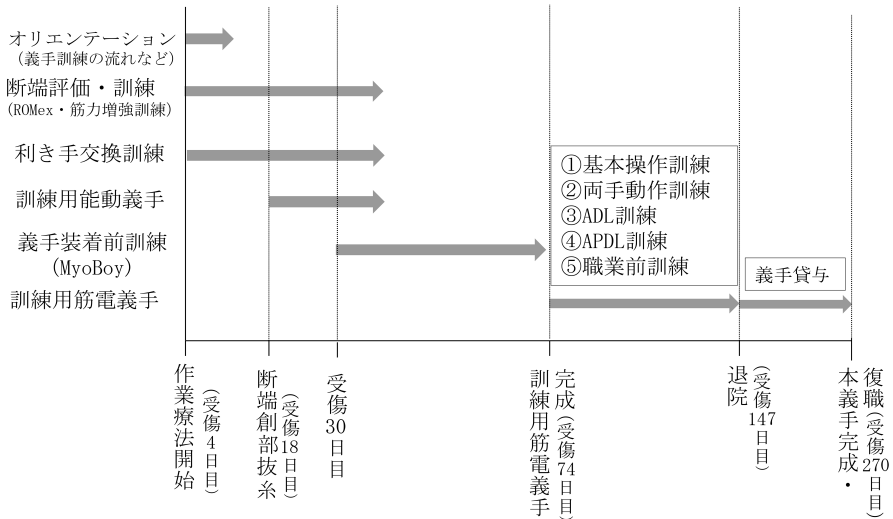 オリエンテーション
(義手訓練の流れなど)
断端評価・訓練
(ROMex・筋力増強訓練)
利き手交換訓練
訓練用能動義手
義手装着前訓練
(MyoBoy)
訓練用筋電義手
①基本操作訓練
②両手動作訓練
③ADL訓練
④APDL訓練
⑤職業前訓練
義手貸与
作業療法開始
(受傷4日目)
断端創部抜糸
(受傷18日目)
受傷30日目
訓練用筋電義手
完成(受傷74日目)
退院
(受傷147日目)
本義手完成・
復職(受傷270日目)